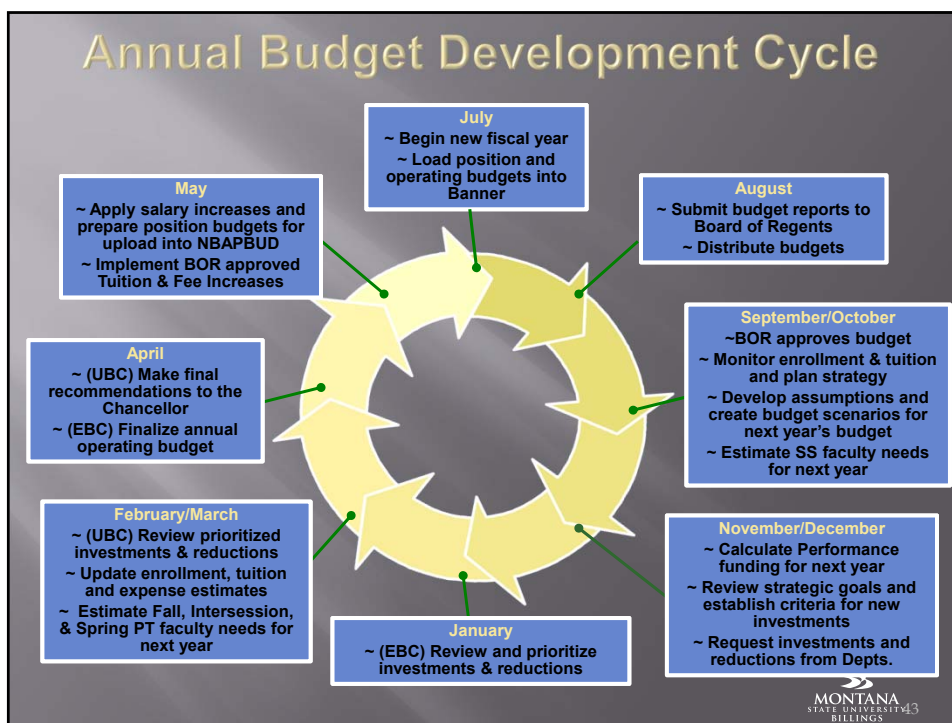 Annual Budget Development Cycle
July
~ Begin new fiscal year
~ Load position and
operating budgets into
Banner
August
~ Submit budget reports to
Board of Regents
~ Distribute budgets
September/October
~BOR approves budget
~ Monitor enrollment & tuition
and plan strategy
~ Develop assumptions and
create budget scenarios for
next year's budget
~ Estimate SS faculty needs
for next year
November/December
~ Calculate Performance
funding for next year
~ Review strategic goals and
establish criteria for new
investments
~ Request investments and
reductions from Depts.
January
~ (EBC) Review and prioritize
investments & reductions
February/March
~ (UBC) Review prioritized
investments & reductions
~ Update enrollment, tuition
and expense estimates
~ Estimate Fall, Intersession,
& Spring PT faculty needs for
next year
April
~ (UBC) Make final
recommendations to the
Chancellor
~ (EBC) Finalize annual
operating budget
May
~ Apply salary increases and
prepare position budgets for
upload into NBAPBUD
~ Implement BOR approved
Tuition & Fee Increases
MONTANA
STATE UNIVERSITY
BILLINGS
43